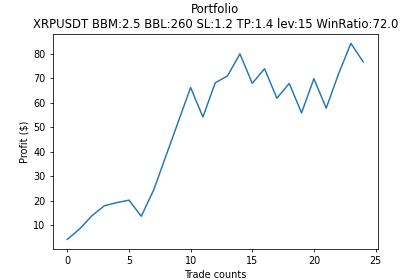 Portfolio
XRPUSDT BBM:2.5 BBL:260 SL:1.2 TP:1.4 lev:15 WinRatio:72.0
80
70
60
50
40
30
20
10
Profit ($)
0 5 10 15 20 25
Trade counts